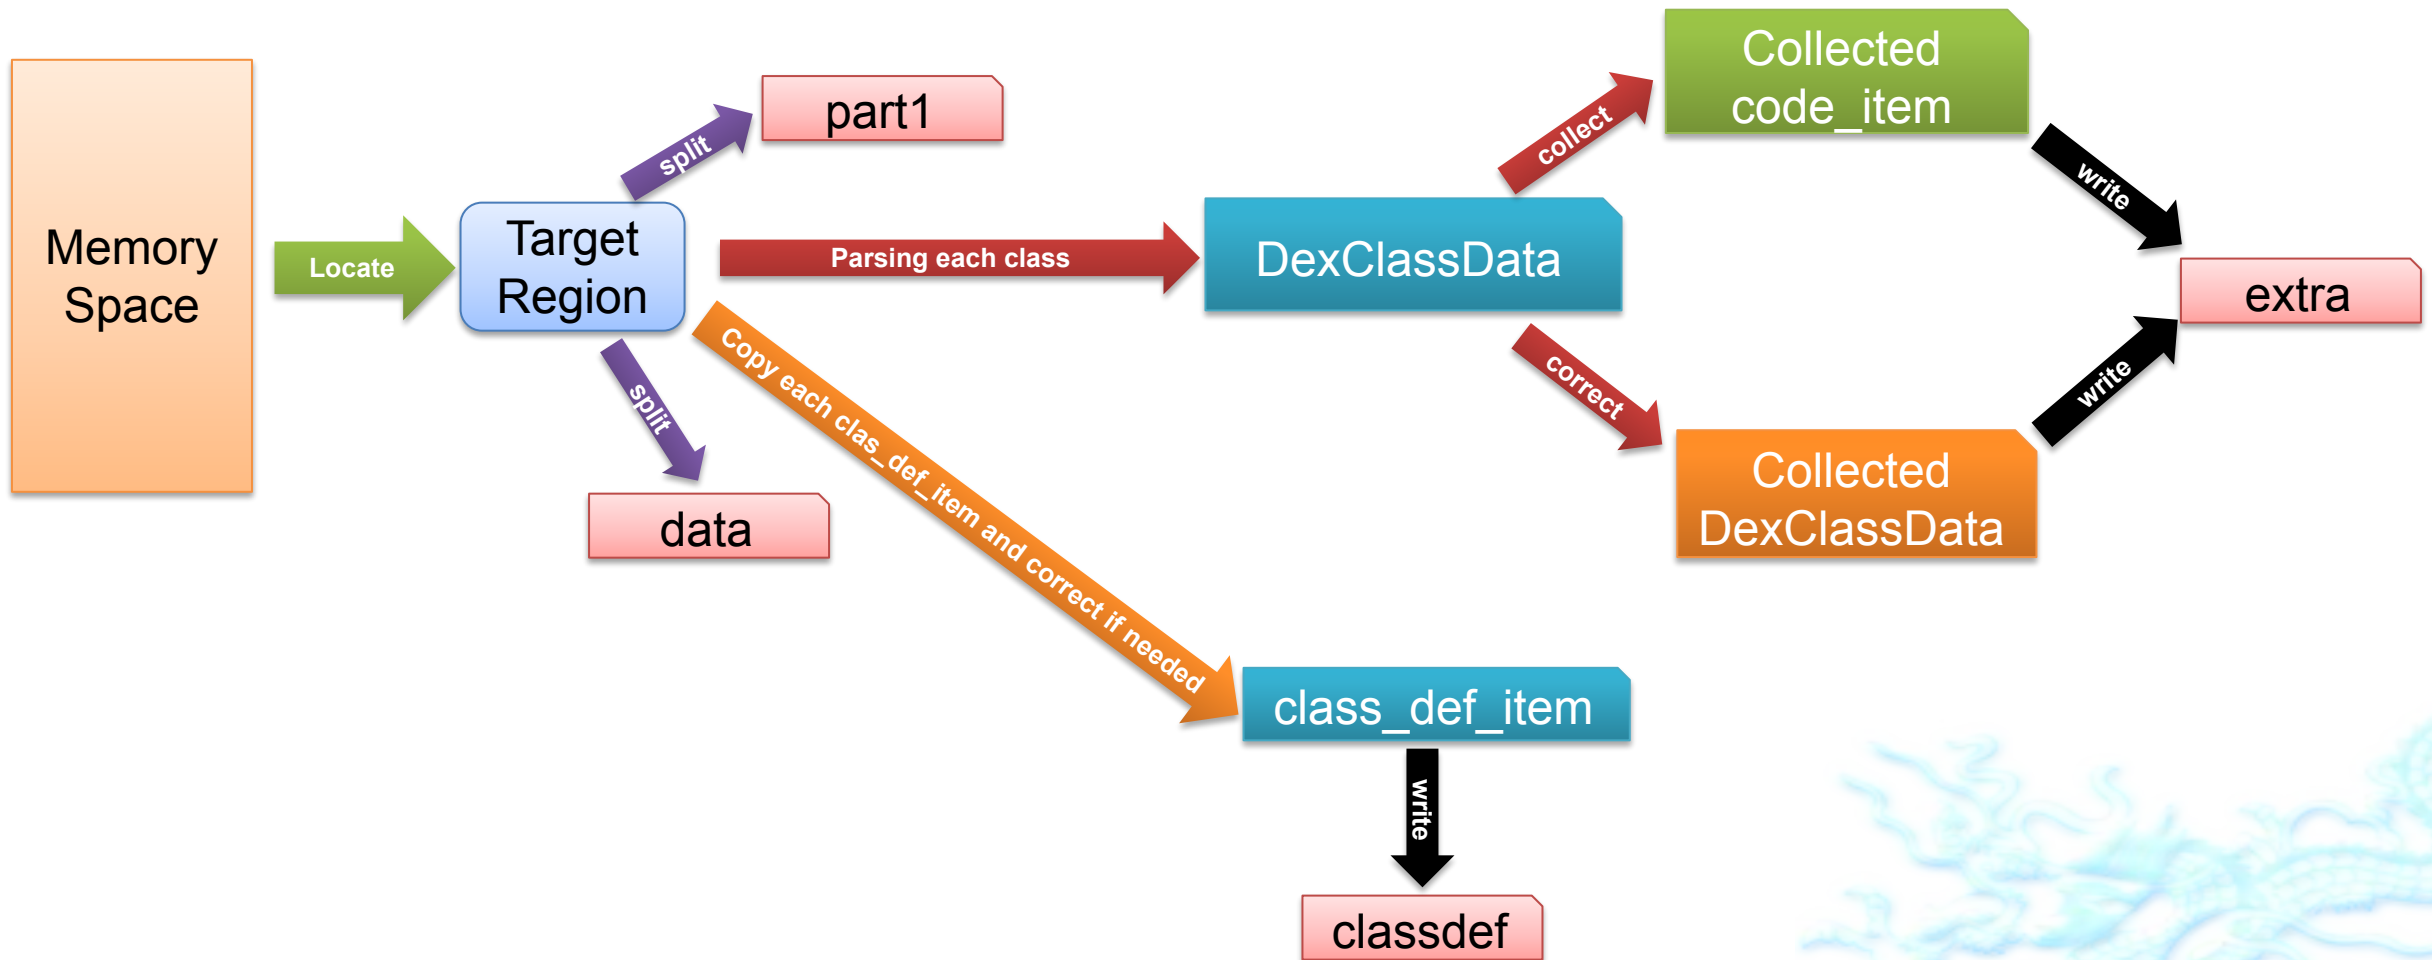 Memory
Space
Locate
Target
Region
split
part1
split
data
Parsing each class
DexClassData
collect
Collected
code_item
correct
Collected
DexClassData
write
write
extra
Copy each clas_def_item and correct if needed
class_def_item
write
classdef